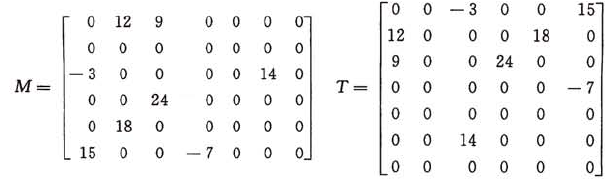 M =
0 12 9 0 0 0 0
0 0 0 0 0 0 0
-3 0 0 0 0 14 0
0 0 24 0 0 0 0
0 18 0 0 0 0 0
15 0 0 -7 0 0 0
T =
0 0 -3 0 0 15
12 0 0 0 18 0
9 0 0 24 0 0
0 0 0 0 0 -7
0 0 0 0 0 0
0 0 14 0 0 0
0 0 0 0 0 0